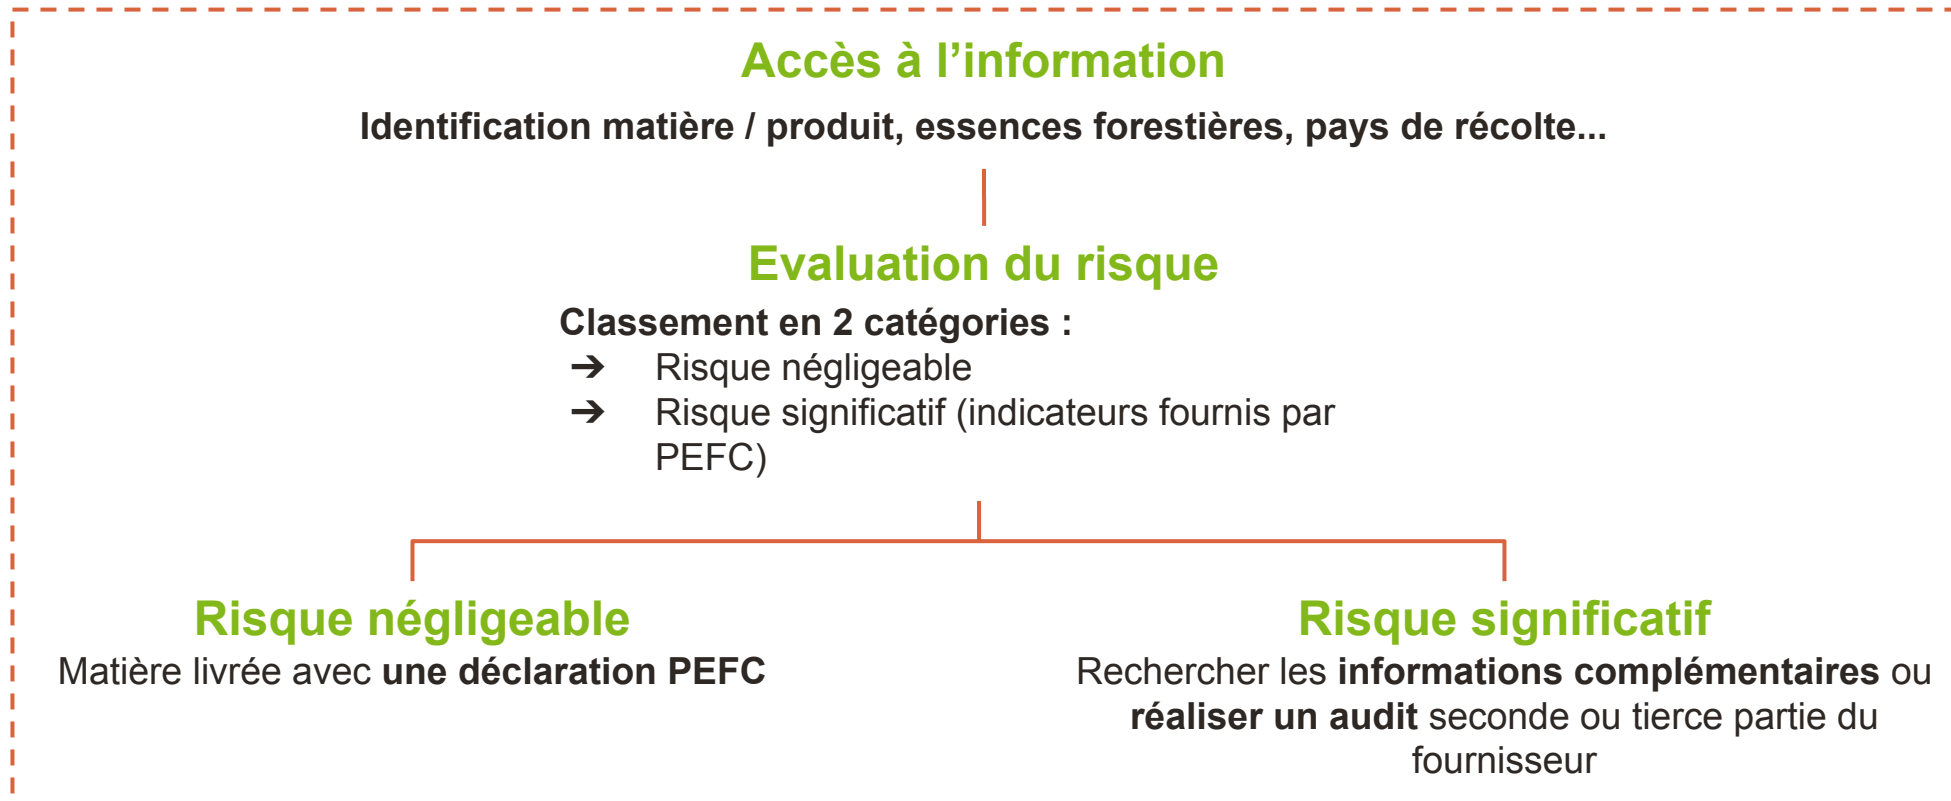 Accès à l’information
Identification matière / produit, essences forestières, pays de récolte...
Evaluation du risque
Classement en 2 catégories :
➔ Risque négligeable
➔ Risque significatif (indicateurs fournis par
PEFC)
Risque négligeable
Matière livrée avec une déclaration PEFC
Risque significatif
Rechercher les informations complémentaires ou
réaliser un audit seconde ou tierce partie du
fournisseur